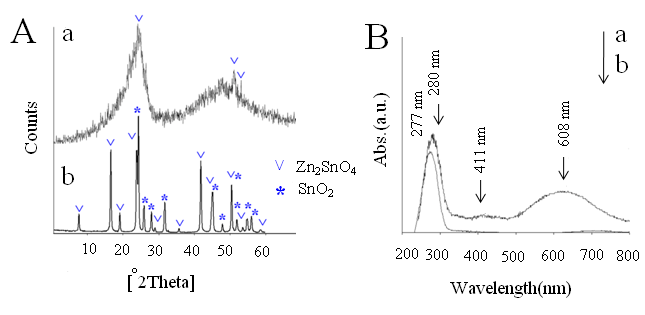 A
a
Counts
b
Zn2SnO4
* SnO2
10 20 30 40 50 60
[°2Theta]
B
a
b
Abs.(a.u.)
277 nm
280 nm
411 nm
608 nm
200 300 400 500 600 700 800
Wavelength(nm)